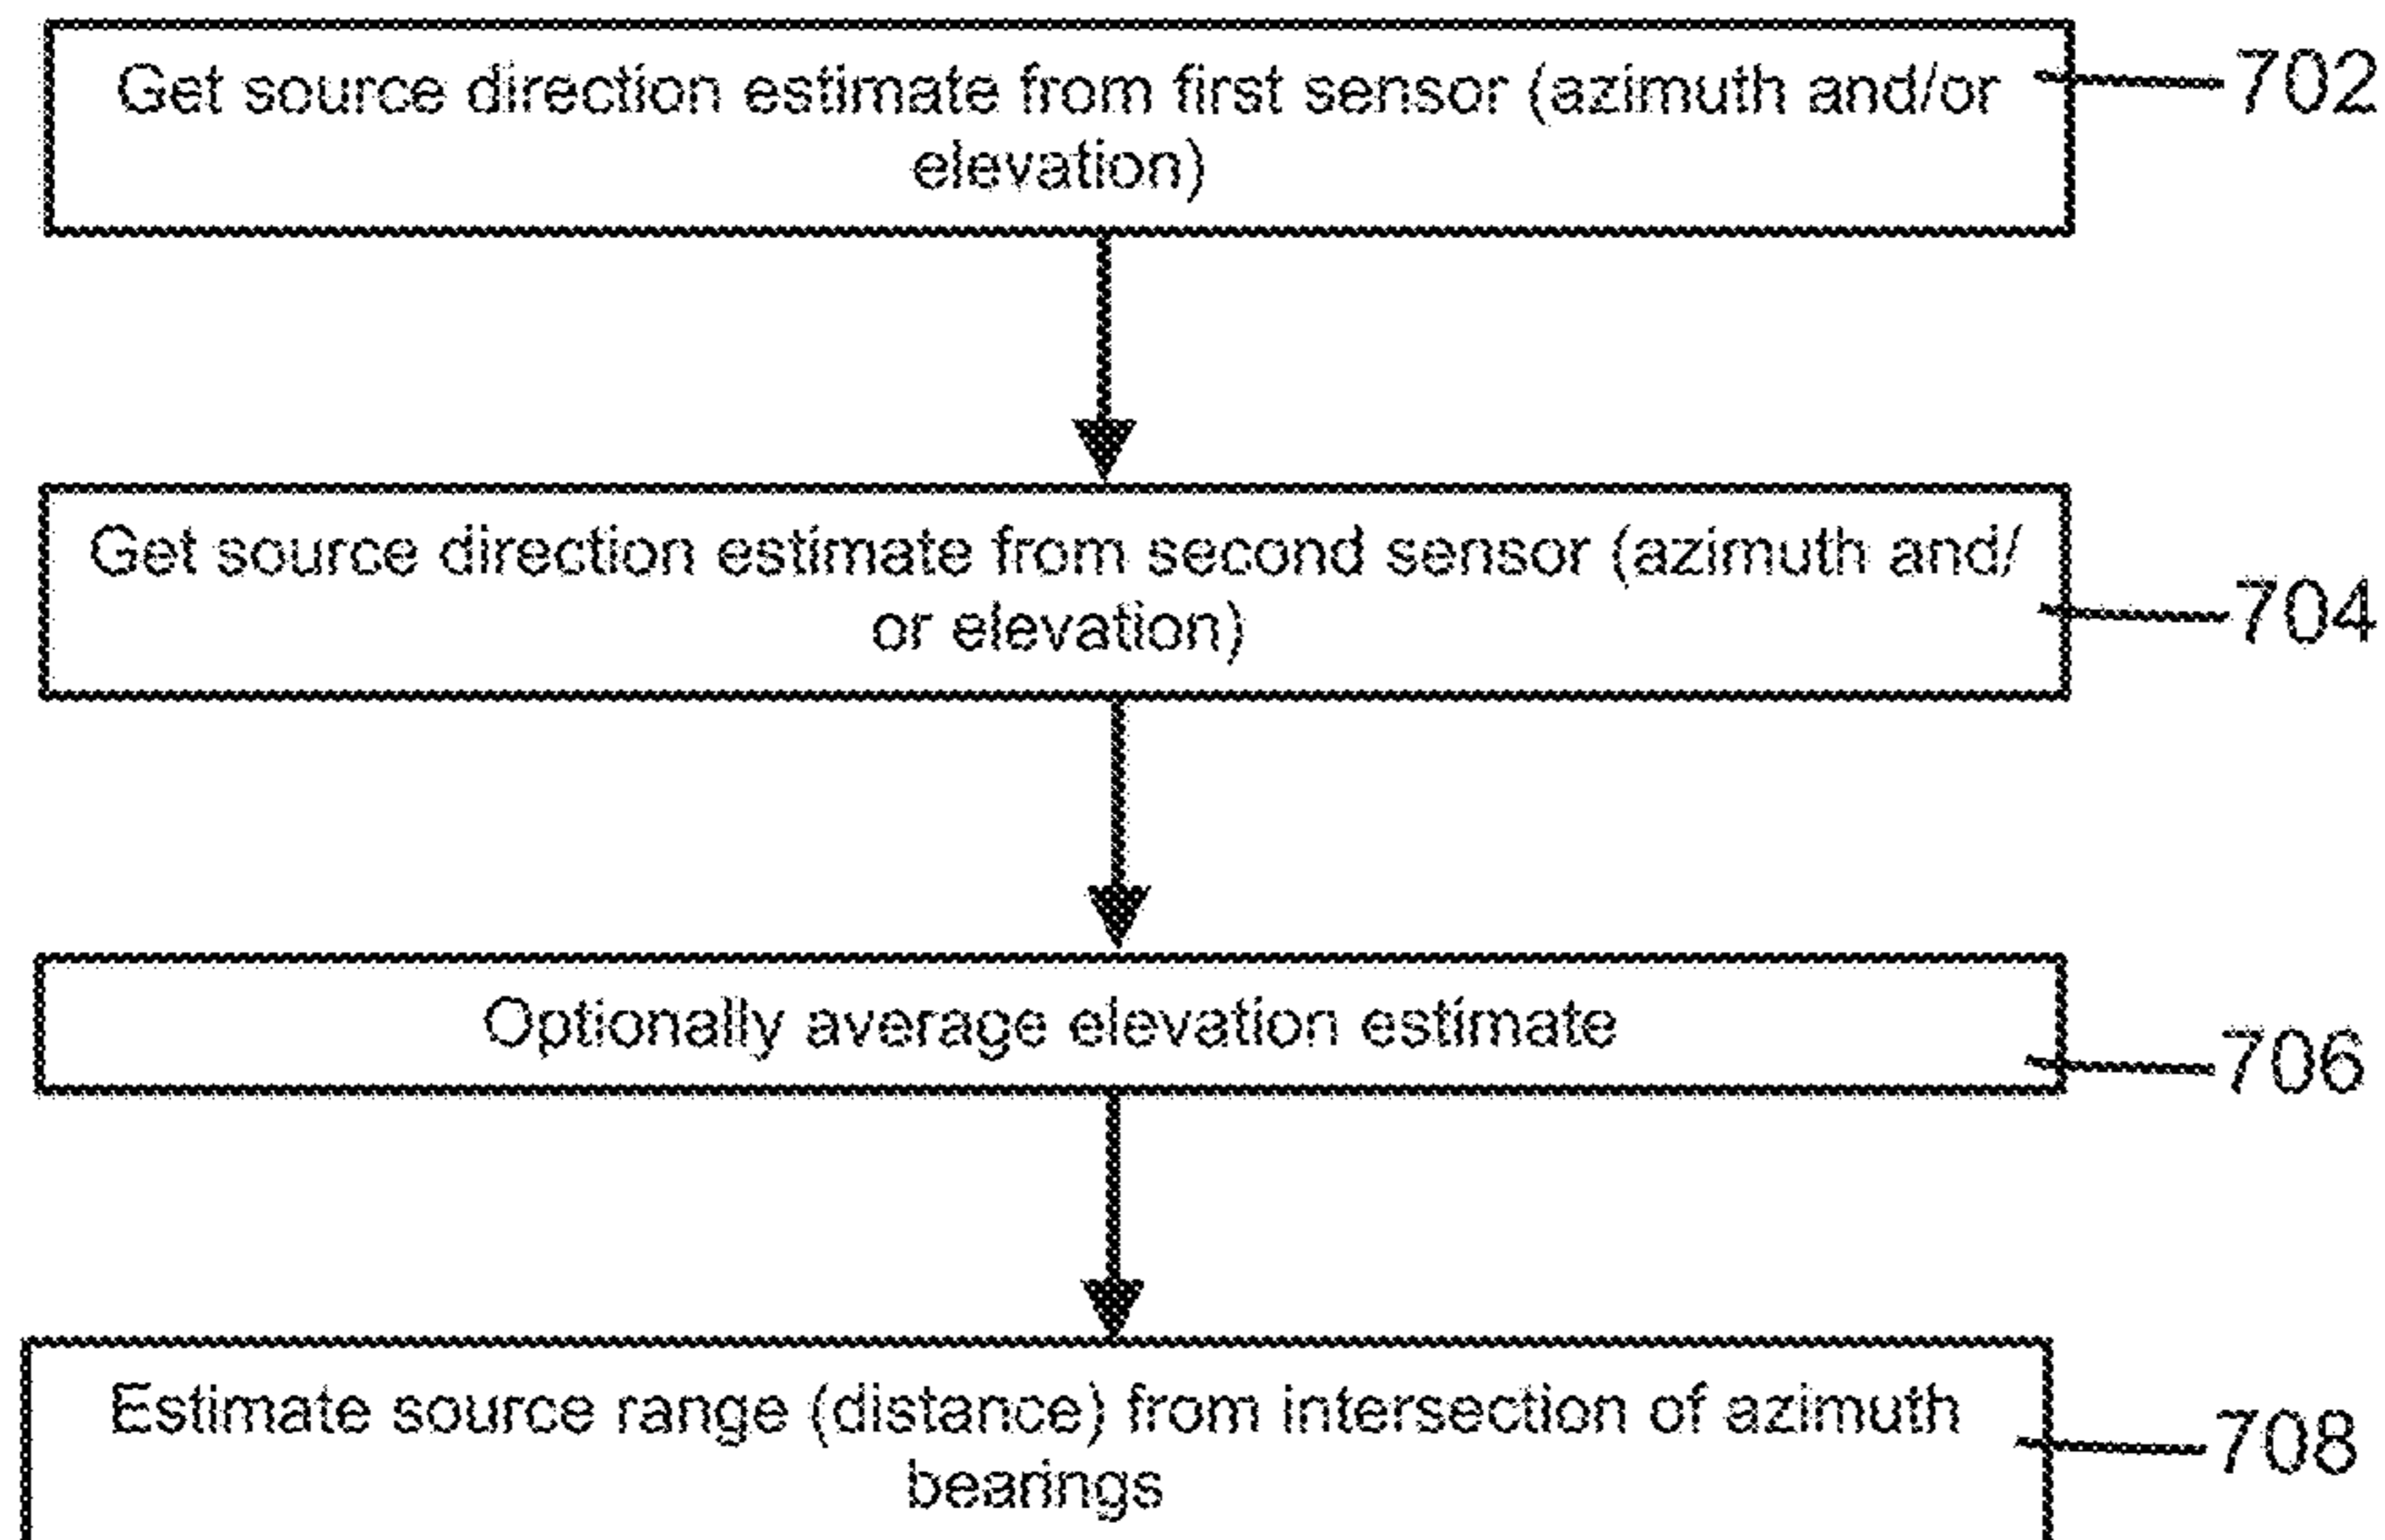 Get source direction estimate from first sensor (azimuth and/or
elevation)
702
Get source direction estimate from second sensor (azimuth and/
or elevation)
704
Optionally average elevation estimate
706
Estimate source range (distance) from intersection of azimuth
bearings
708